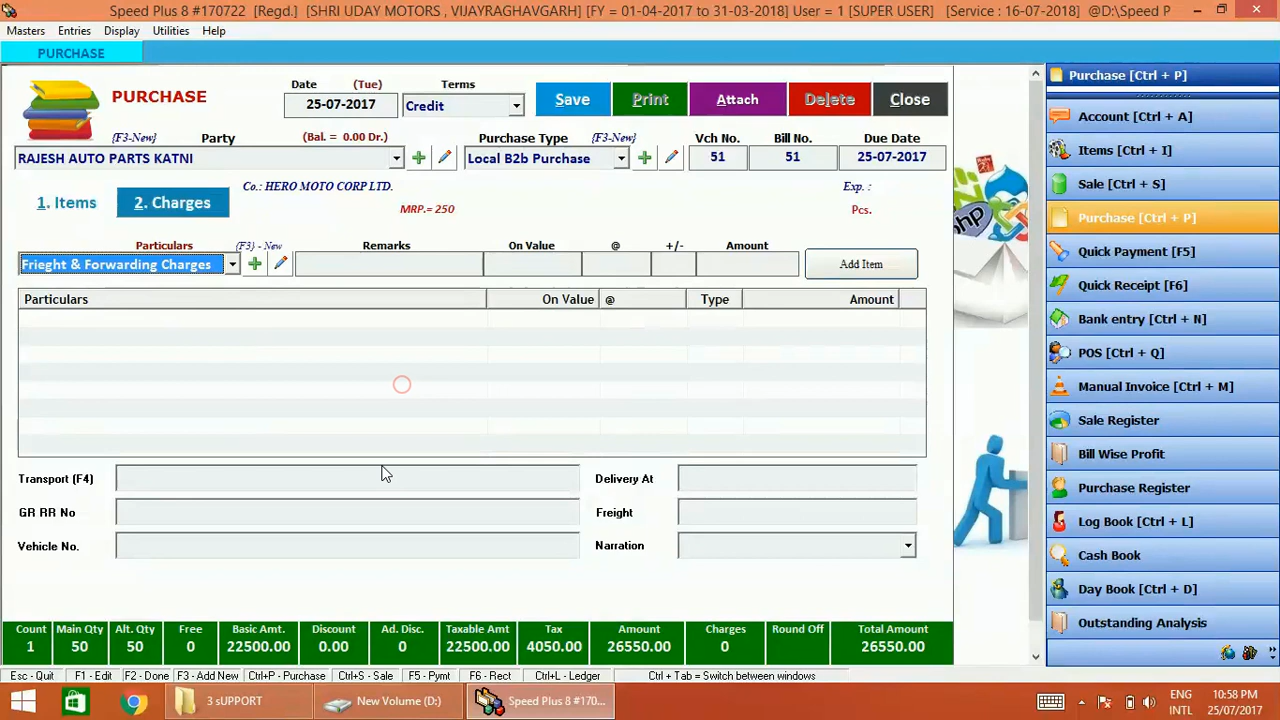 Speed Plus 8 #170722 [Regd.] [SHRI UDAY MOTORS , VIJAYRAGHAVGARH] [FY = 01-04-2017 to 31-03-2018] User = 1 [SUPER USER] [Service : 16-07-2018] @D:\Speed P
Masters Entries Display Utilities Help
PURCHASE
PURCHASE
Date (Tue) Terms
25-07-2017 Credit
Save Print Attach Delete Close
{F3-New} Party (Bal. = 0.00 Dr.) Purchase Type {F3-New} Vch No. Bill No. Due Date
RAJESH AUTO PARTS KATNI Local B2b Purchase 51 51 25-07-2017
1. Items 2. Charges
Co.: HERO MOTO CORP LTD. Exp. :
MRP.= 250 Pcs.
Particulars {F3} - New Remarks On Value @ +/- Amount
Frieght & Forwarding Charges Add Item
Particulars On Value @ Type Amount
Transport (F4) Delivery At
GR RR No Freight
Vehicle No. Narration
Count Main Qty Alt. Qty Free Basic Amt. Discount Ad. Disc. Taxable Amt Tax Amount Charges Round Off Total Amount
1 50 50 0 22500.00 0.00 0 22500.00 4050.00 26550.00 0 26550.00
Esc - Quit F1 - Edit F2 - Done F3 - Add New Ctrl+P - Purchase Ctrl+S - Sale F5 - Pymt F6 - Rect Ctrl+L - Ledger Ctrl + Tab = Switch between windows
Purchase [Ctrl + P]
Account [Ctrl + A]
Items [Ctrl + I]
Sale [Ctrl + S]
Purchase [Ctrl + P]
Quick Payment [F5]
Quick Receipt [F6]
Bank entry [Ctrl + N]
POS [Ctrl + Q]
Manual Invoice [Ctrl + M]
Sale Register
Bill Wise Profit
Purchase Register
Log Book [Ctrl + L]
Cash Book
Day Book [Ctrl + D]
Outstanding Analysis
3 sUPPORT New Volume (D:) Speed Plus 8 #170...
ENG 10:58 PM
INTL 25/07/2017